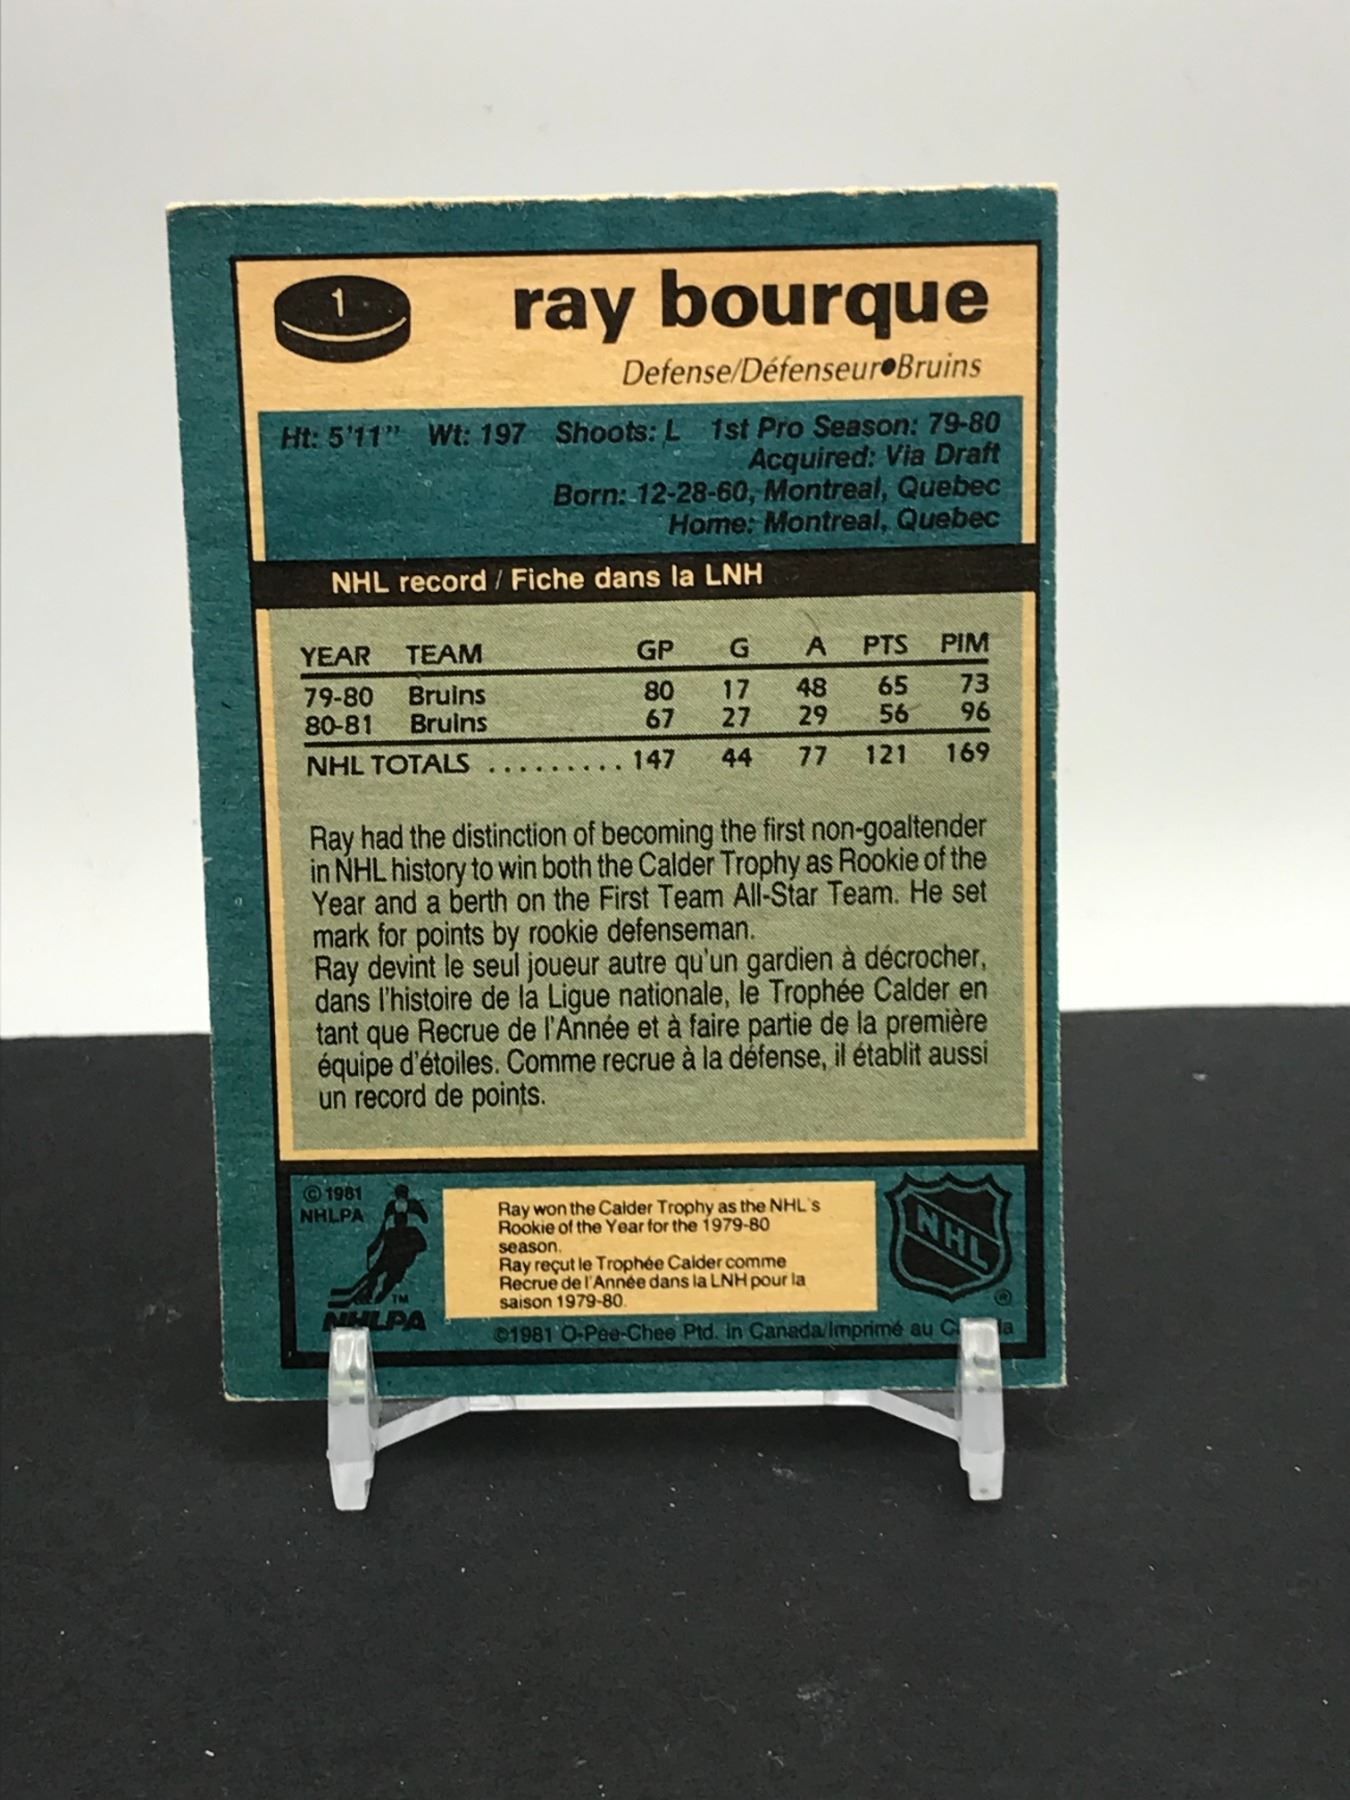 1
ray bourque
Defense/Défenseur●Bruins
Ht: 5'11" Wt: 197 Shoots: L 1st Pro Season: 79-80
Acquired: Via Draft
Born: 12-28-60, Montreal, Quebec
Home: Montreal, Quebec
NHL record / Fiche dans la LNH
YEAR TEAM GP G A PTS PIM
79-80 Bruins 80 17 48 65 73
80-81 Bruins 67 27 29 56 96
NHL TOTALS ......... 147 44 77 121 169
Ray had the distinction of becoming the first non-goaltender
in NHL history to win both the Calder Trophy as Rookie of the
Year and a berth on the First Team All-Star Team. He set
mark for points by rookie defenseman.
Ray devint le seul joueur autre qu'un gardien à décrocher,
dans l'histoire de la Ligue nationale, le Trophée Calder en
tant que Recrue de l'Année et à faire partie de la première
équipe d'étoiles. Comme recrue à la défense, il établit aussi
un record de points.
© 1981
NHLPA
TM
NHLPA
Ray won the Calder Trophy as the NHL's
Rookie of the Year for the 1979-80
season.
Ray reçut le Trophée Calder comme
Recrue de l'Année dans la LNH pour la
saison 1979-80.
NHL
®
©1981 O-Pee-Chee Ptd. in Canada/Imprimé au